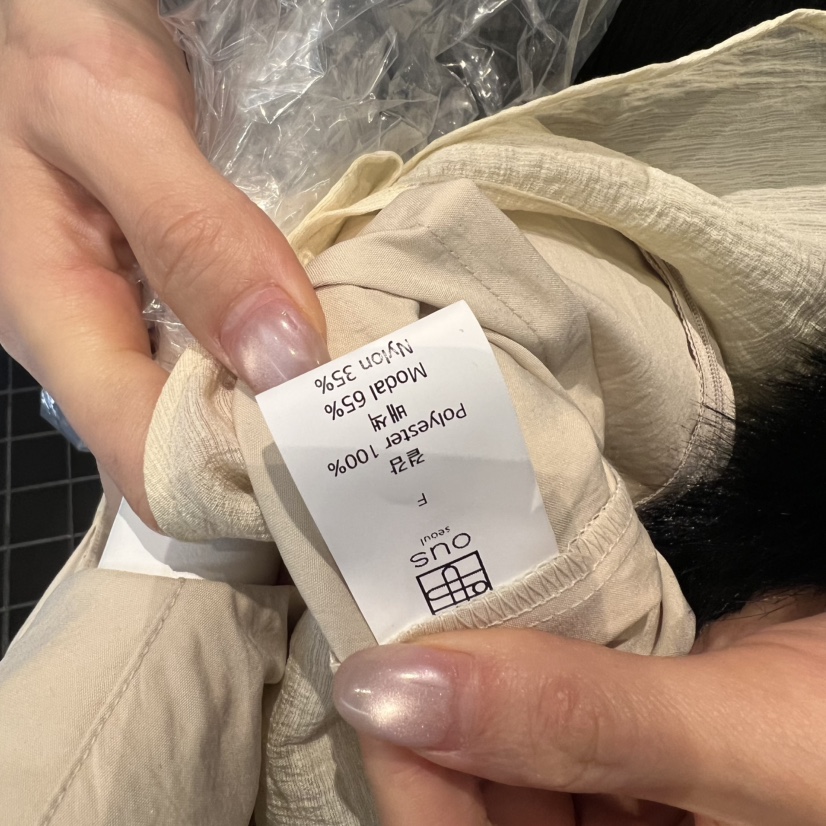 OUS
seoul
F
겉감
Polyester 100%
배색
Modal 65%
Nylon 35%